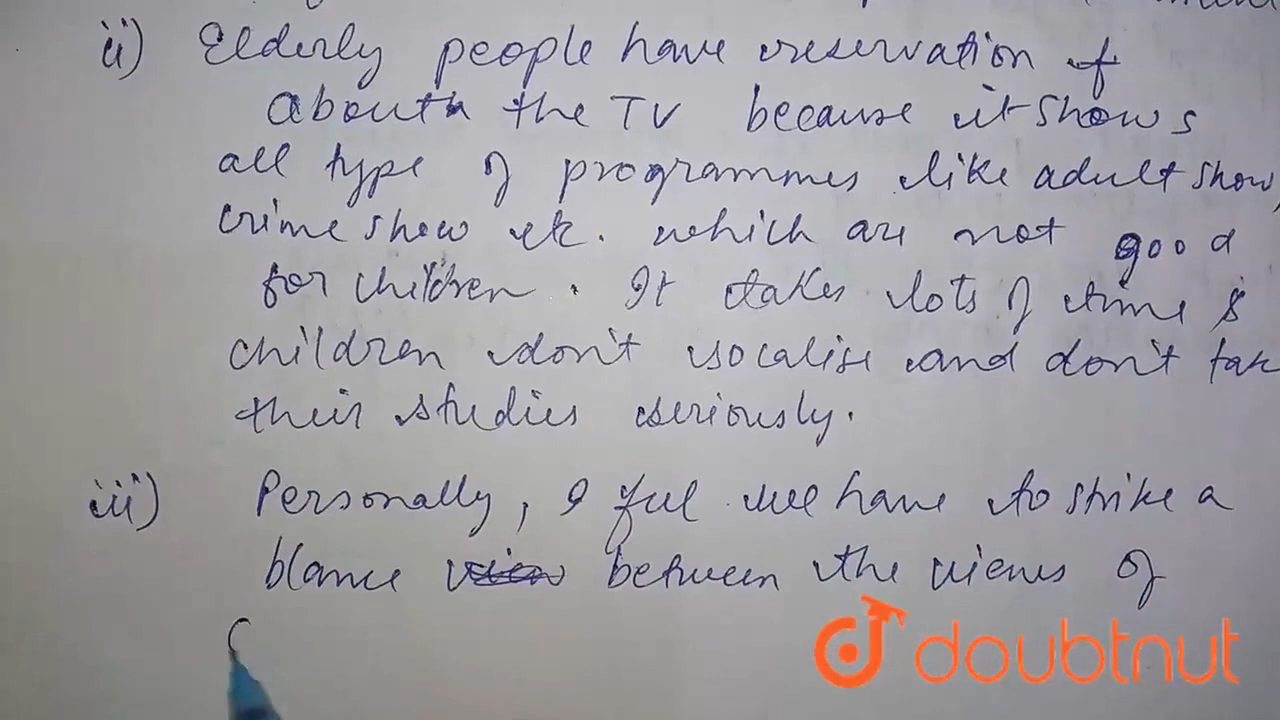 ii) Elderly people have reservation of
about the TV because it shows
all type of programmes like adult show,
crime show etc. which are not good
for children. It takes lots of time &
children don't socalise and don't take
their studies seriously.
iii) Personally, I feel we have to strike a
blance between the views of
doubtnut